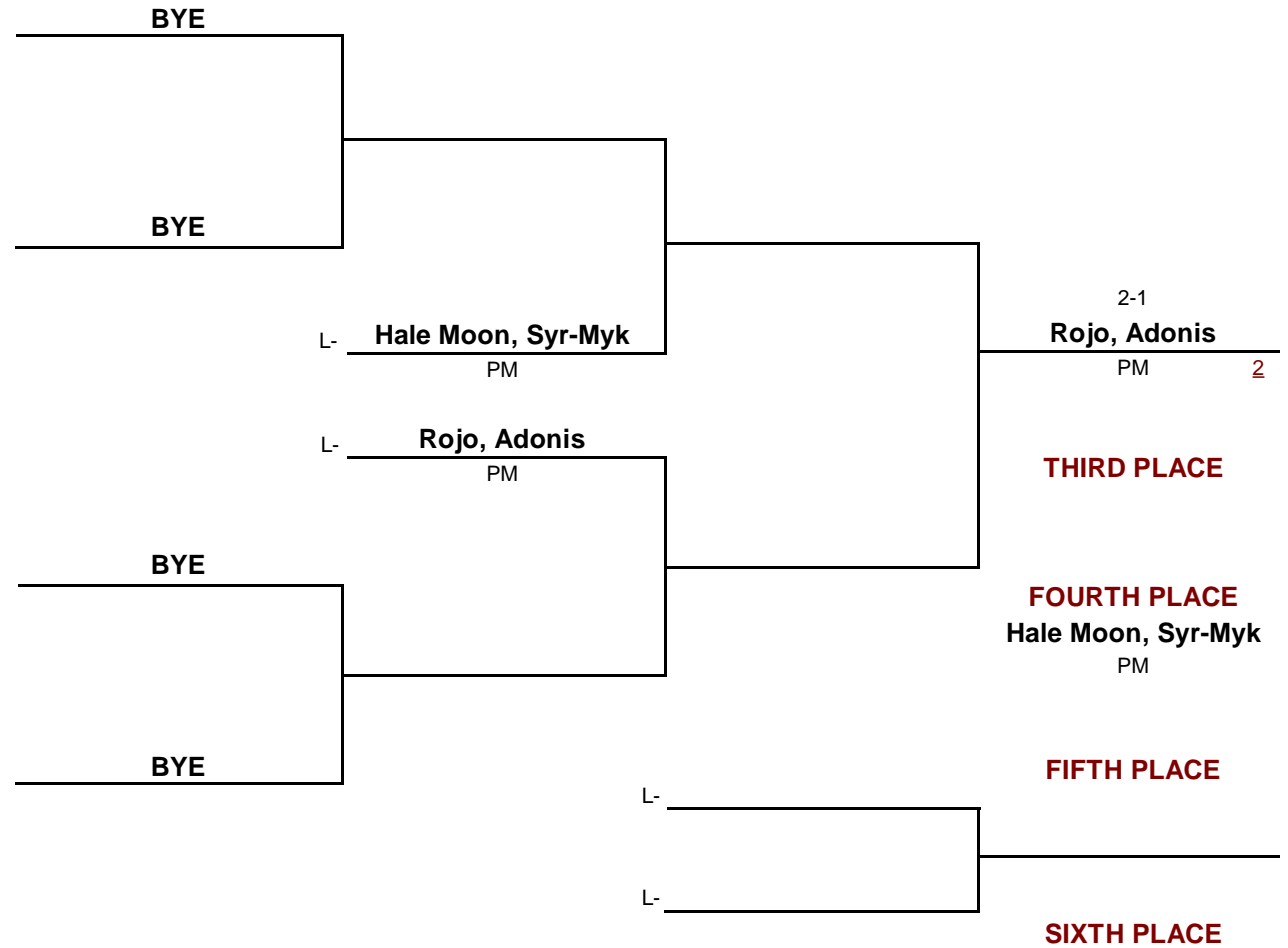 BYE
BYE
2-1
L- Hale Moon, Syr-Myk
PM
Rojo, Adonis
PM 2
L- Rojo, Adonis
PM
THIRD PLACE
BYE
FOURTH PLACE
Hale Moon, Syr-Myk
PM
BYE
FIFTH PLACE
L-
L-
SIXTH PLACE